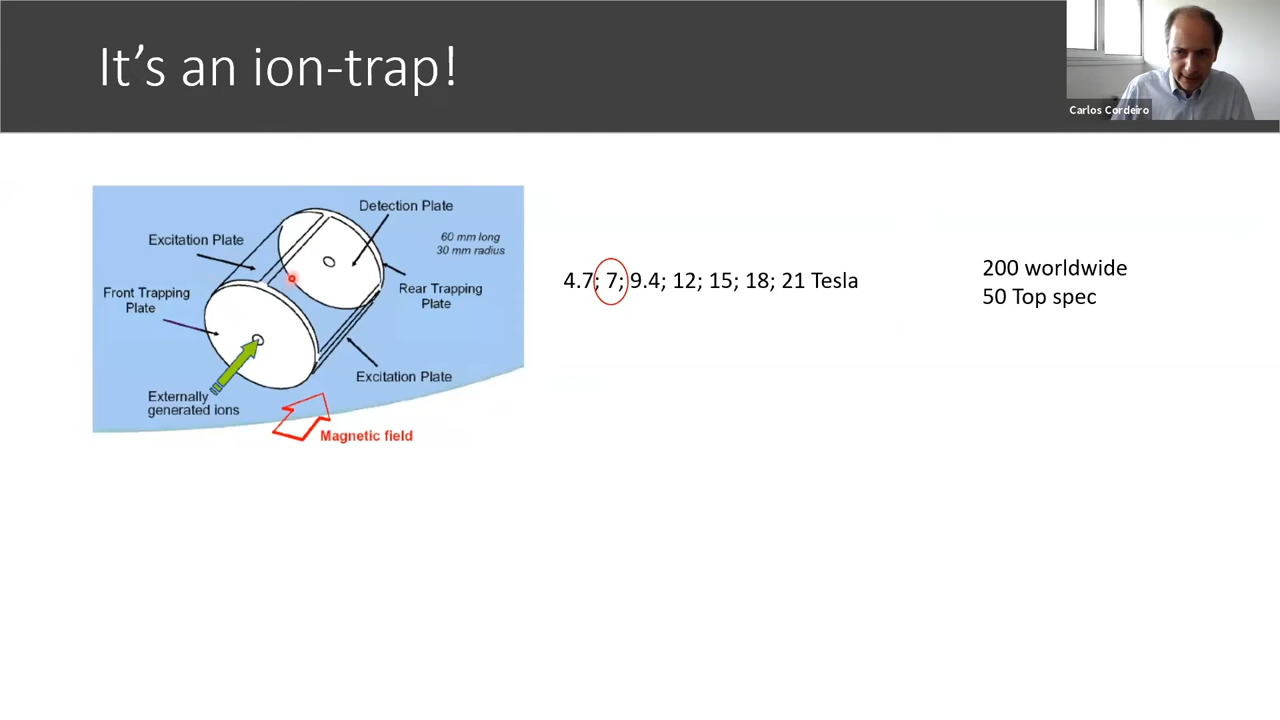 It's an ion-trap!
Carlos Cordeiro
Detection Plate
60 mm long
30 mm radius
Excitation Plate
Front Trapping
Plate
Rear Trapping
Plate
Excitation Plate
Externally
generated ions
Magnetic field
4.7; 7; 9.4; 12; 15; 18; 21 Tesla
200 worldwide
50 Top spec